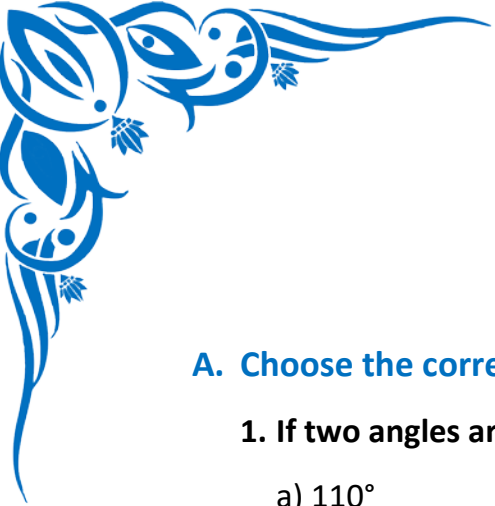 A. Choose the corre
1. If two angles ar
a) 110°